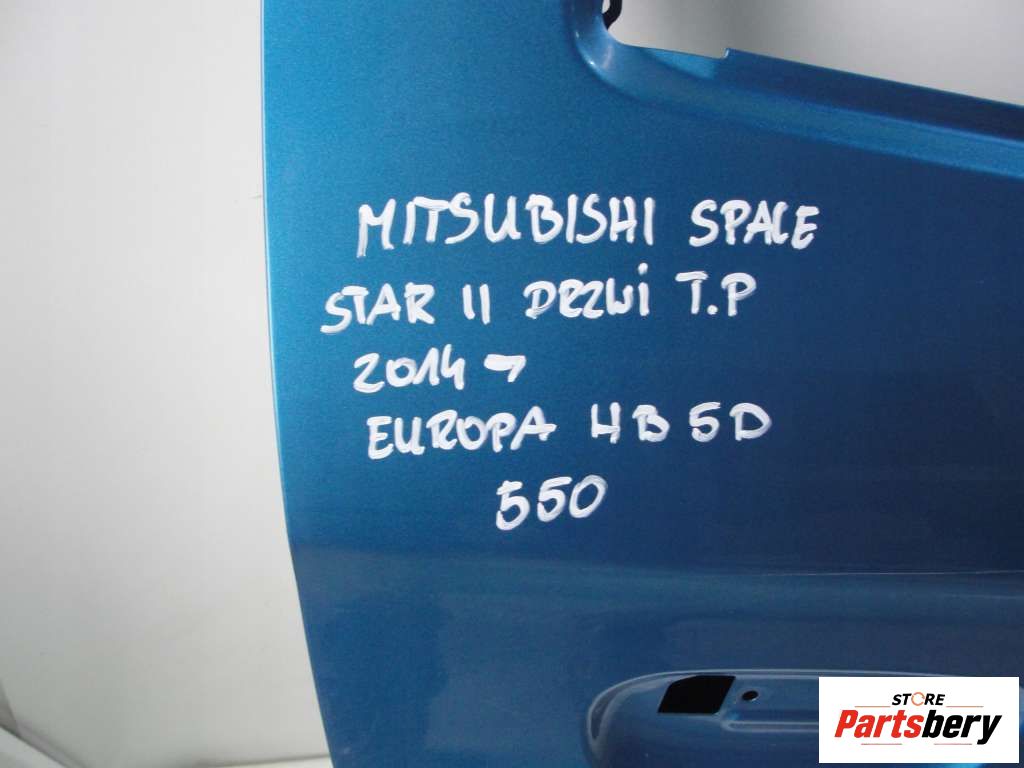 MITSUBISHI SPACE
STAR II DRZWI T.P
2014 →
EUROPA HB 5D
550
STORE
Partsbery